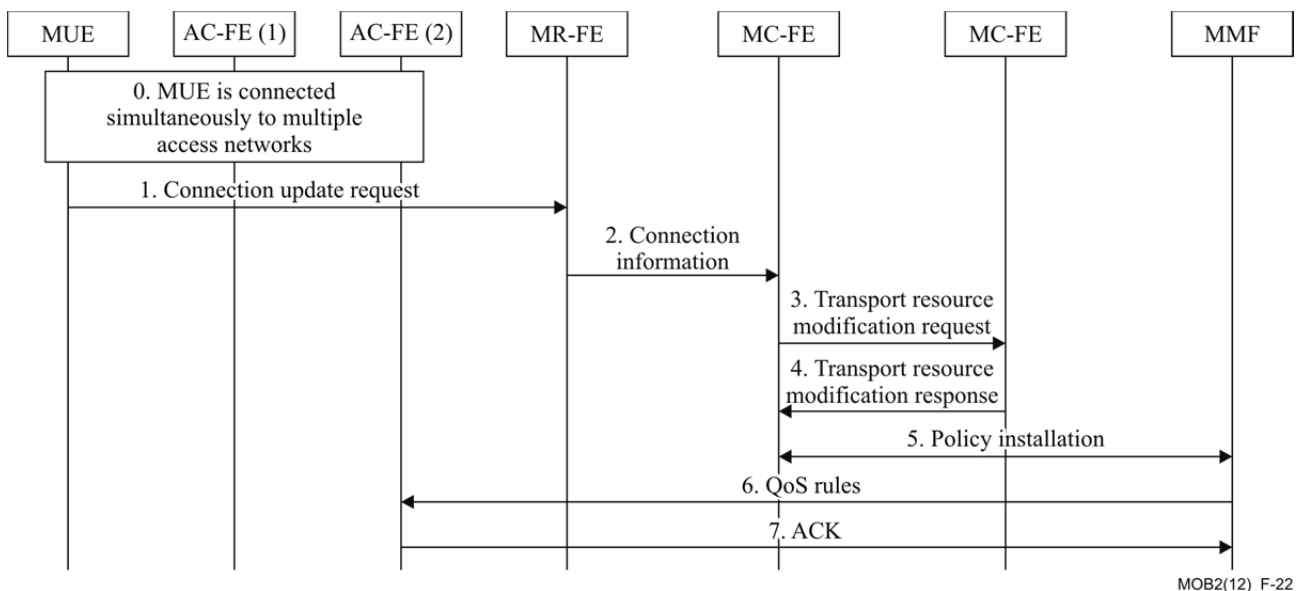 MUE
AC-FE (1)
AC-FE (2)
MR-FE
MC-FE
MC-FE
MMF
0. MUE is connected
simultaneously to multiple
access networks
1. Connection update request
2. Connection
information
3. Transport resource
modification request
4. Transport resource
modification response
5. Policy installation
6. QoS rules
7. ACK
MOB2(12)_F-22